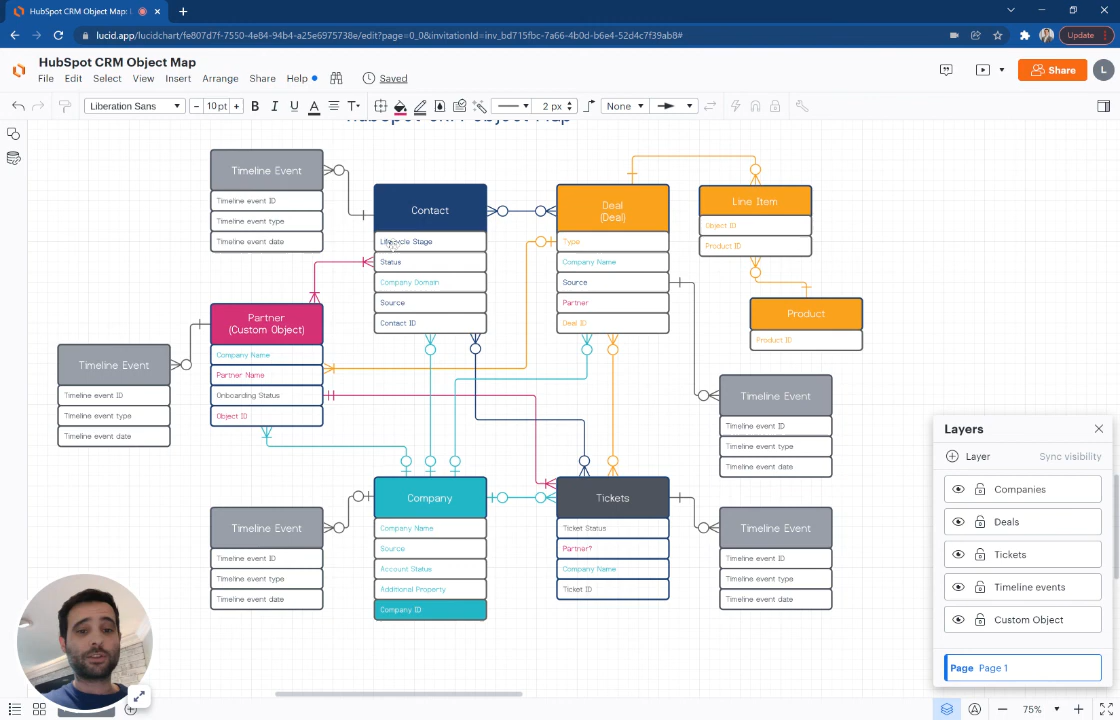 HubSpot CRM Object Map: I
lucid.app/lucidchart/fe807d7f-7550-4e84-94b4-a25e6975738e/edit?page=0_0&invitationId=inv_bd715fbc-7a66-4b0d-b6e4-52d4c7f39ab8#
Update
HubSpot CRM Object Map
File Edit Select View Insert Arrange Share Help Saved
Share
L
Liberation Sans
10 pt
2 px
None
HubSpot CRM Object Map
Timeline Event
Timeline event ID
Timeline event type
Timeline event date
Contact
Lifecycle Stage
Status
Company Domain
Source
Contact ID
Deal
(Deal)
Type
Company Name
Source
Partner
Deal ID
Line Item
Object ID
Product ID
Product
Product ID
Partner
(Custom Object)
Company Name
Partner Name
Onboarding Status
Object ID
Timeline Event
Timeline event ID
Timeline event type
Timeline event date
Timeline Event
Timeline event ID
Timeline event type
Timeline event date
Timeline Event
Timeline event ID
Timeline event type
Timeline event date
Company
Company Name
Source
Account Status
Additional Property
Company ID
Tickets
Ticket Status
Partner?
Company Name
Ticket ID
Timeline Event
Timeline event ID
Timeline event type
Timeline event date
Layers
Layer
Sync visibility
Companies
Deals
Tickets
Timeline events
Custom Object
Page Page 1
75%